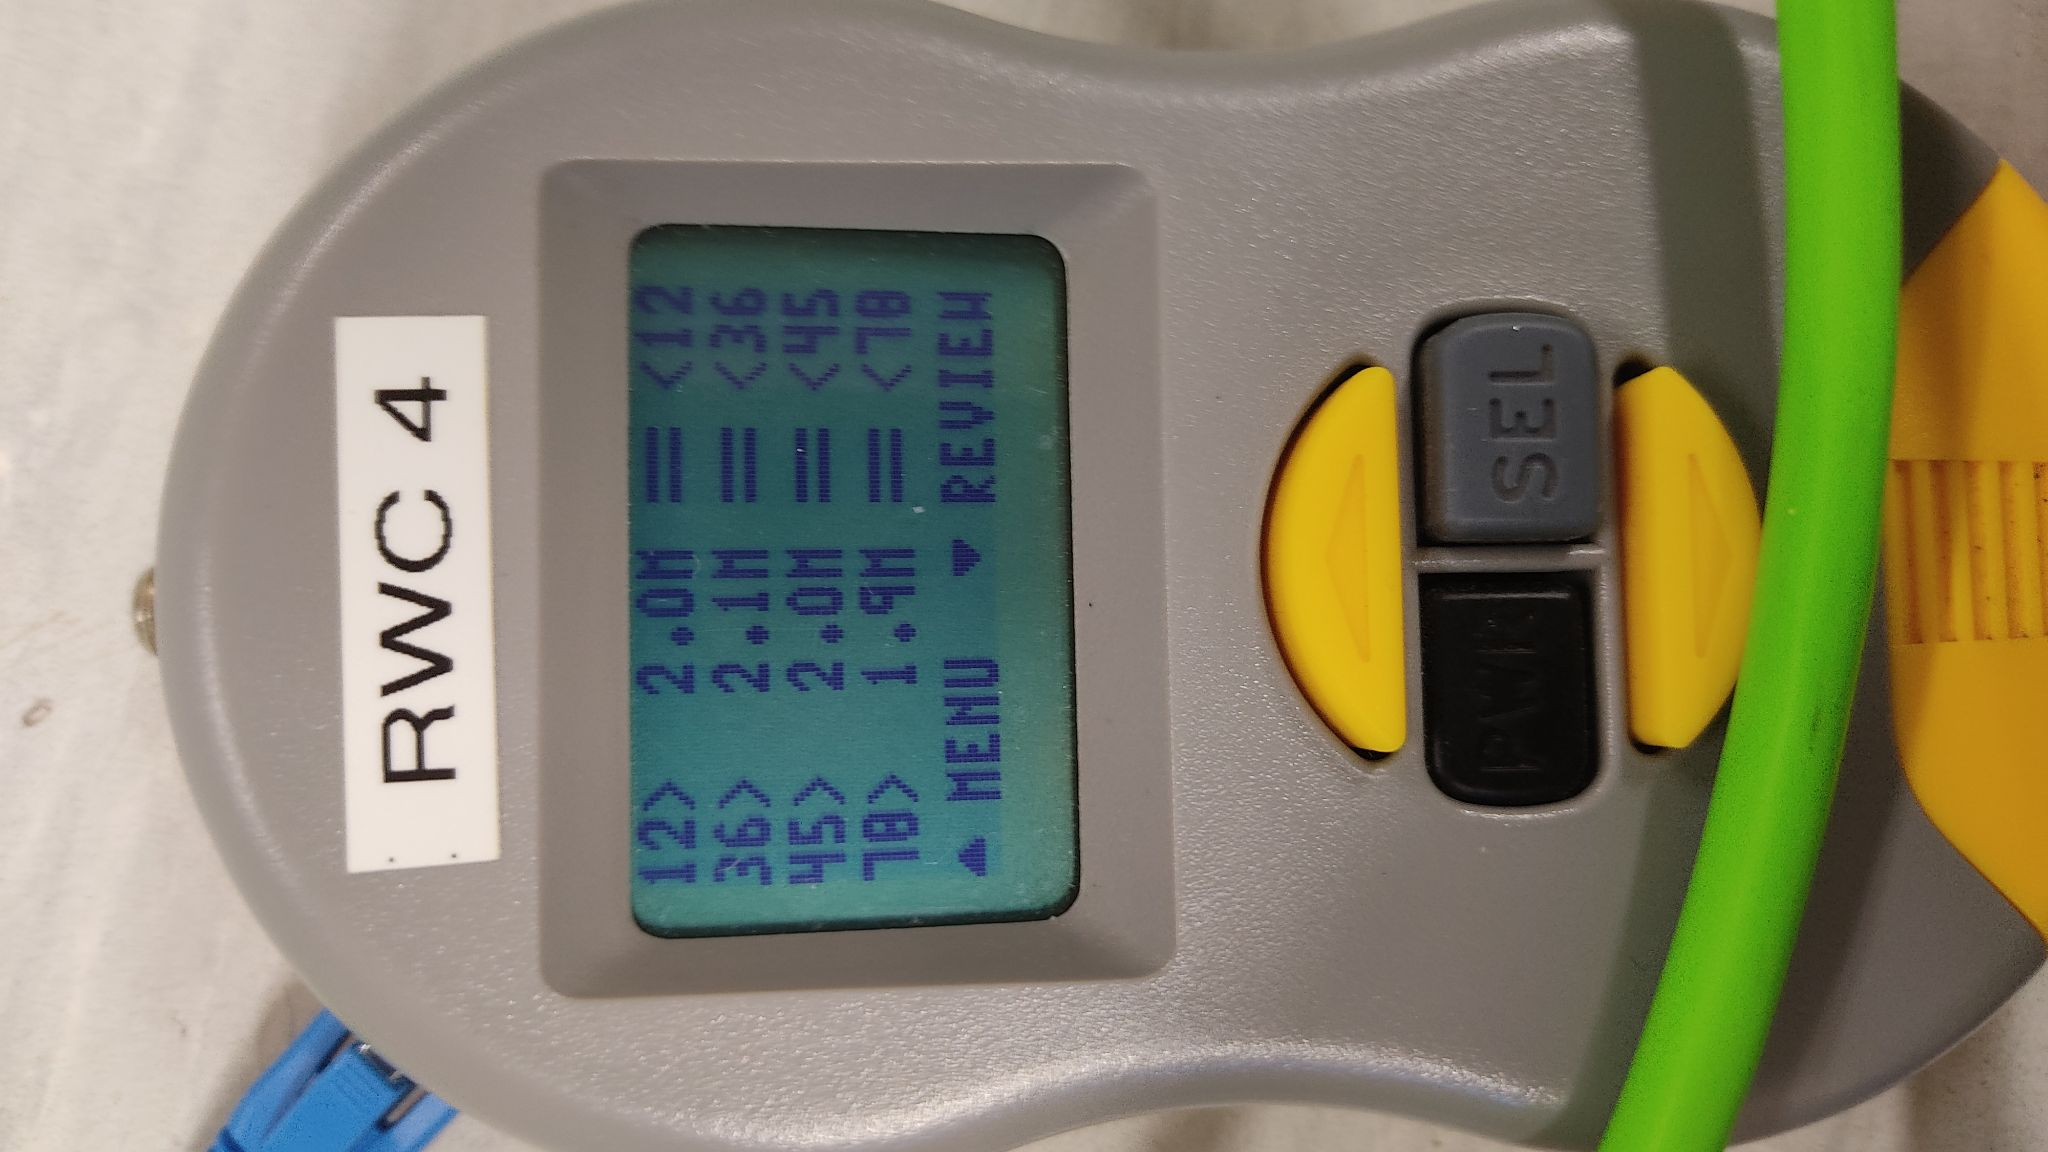 RWC 4
12> 2.0M == <12
36> 2.1M == <36
45> 2.0M == <45
78> 1.9M == <78
▲ MENU ▼ REVIEW
PWR SEL